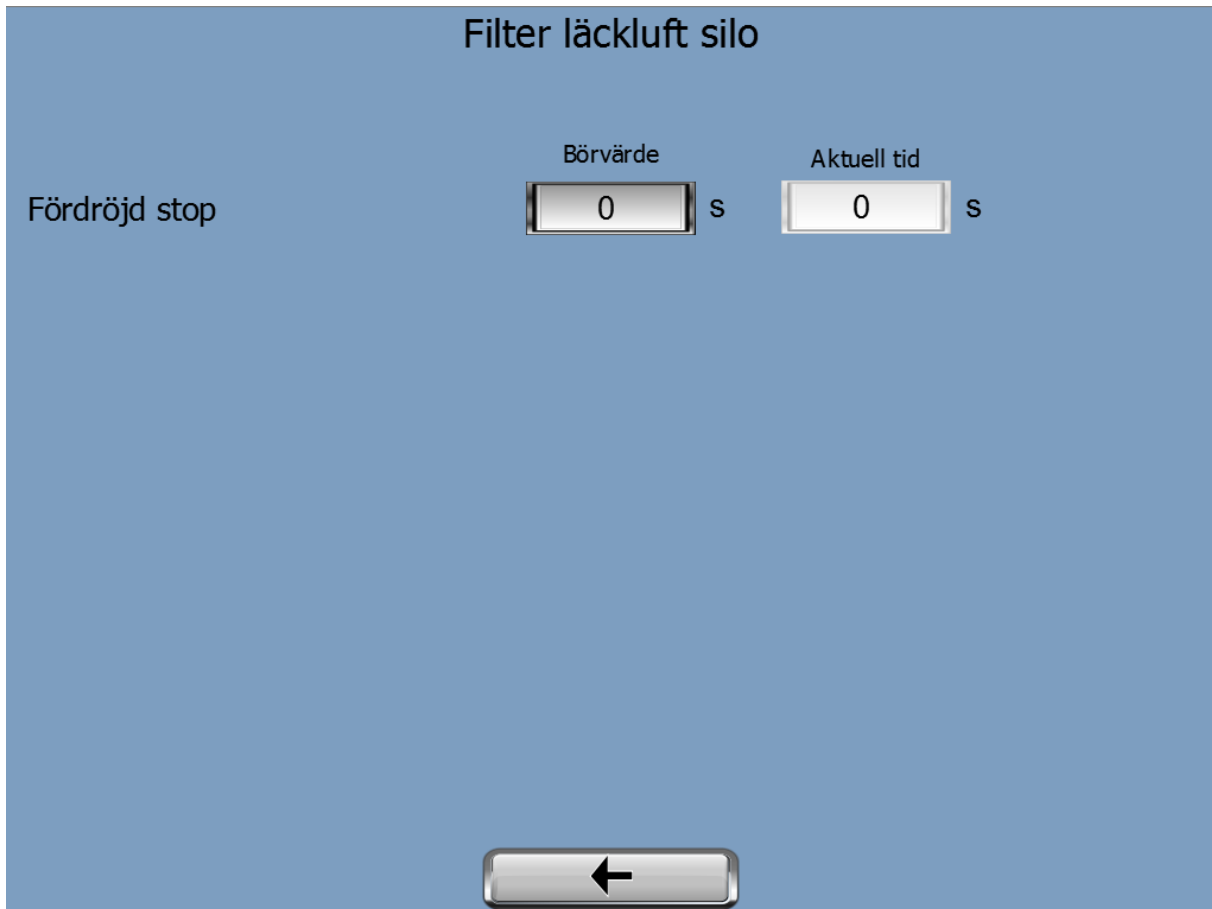 Filter läckluft silo
Börvärde Aktuell tid
Fördröjd stop 0 s 0 s